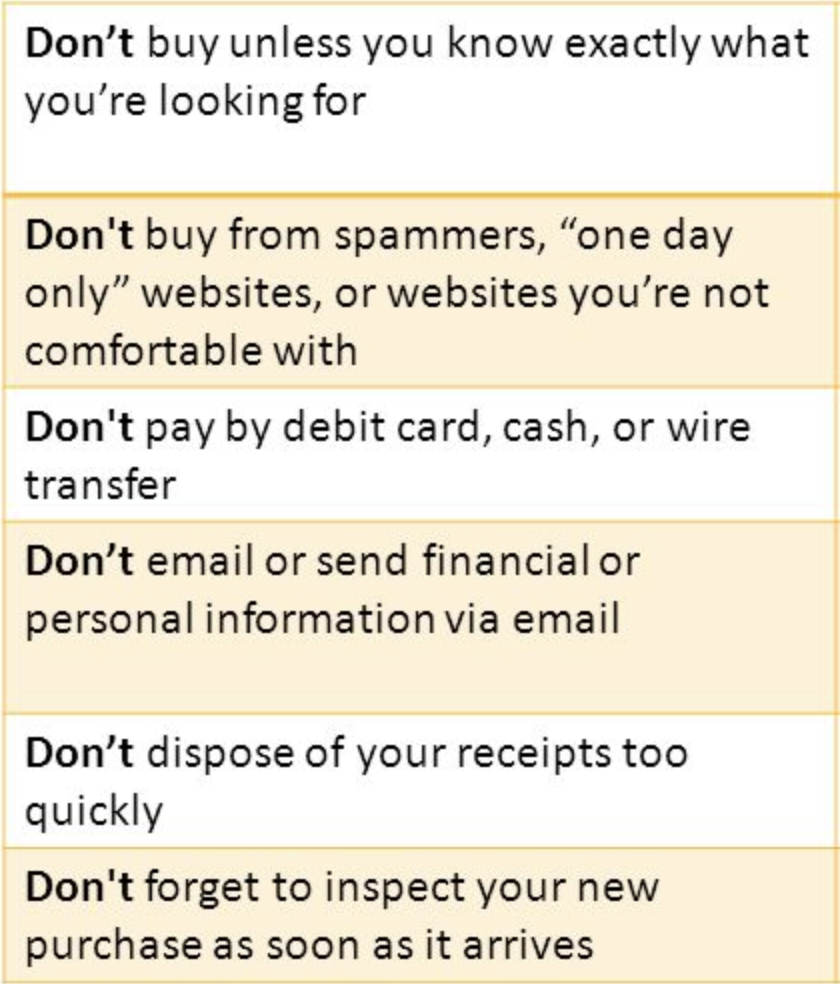 Don’t buy unless you know exactly what
you’re looking for
Don't buy from spammers, “one day
only” websites, or websites you’re not
comfortable with
Don't pay by debit card, cash, or wire
transfer
Don’t email or send financial or
personal information via email
Don’t dispose of your receipts too
quickly
Don't forget to inspect your new
purchase as soon as it arrives